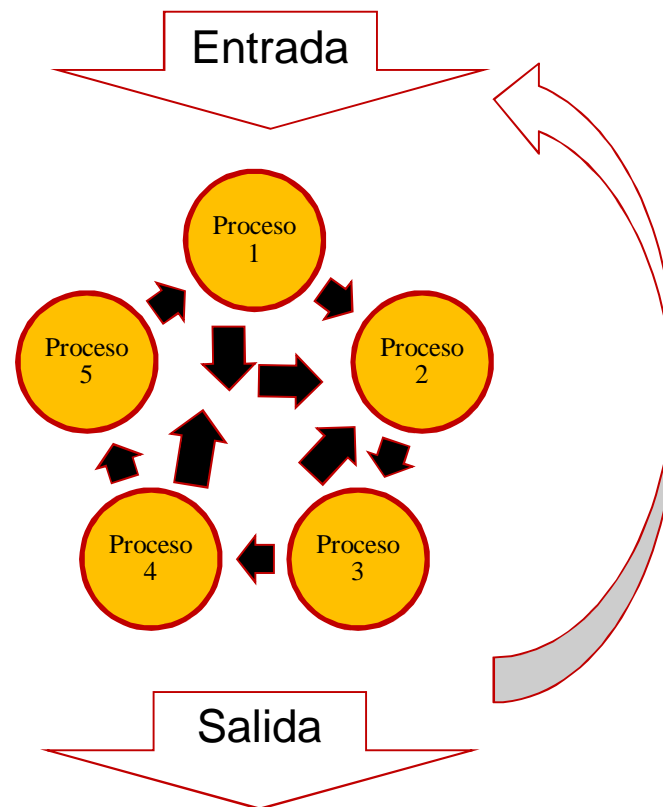 Entrada
Proceso
1
Proceso
5
Proceso
2
Proceso
4
Proceso
3
Salida